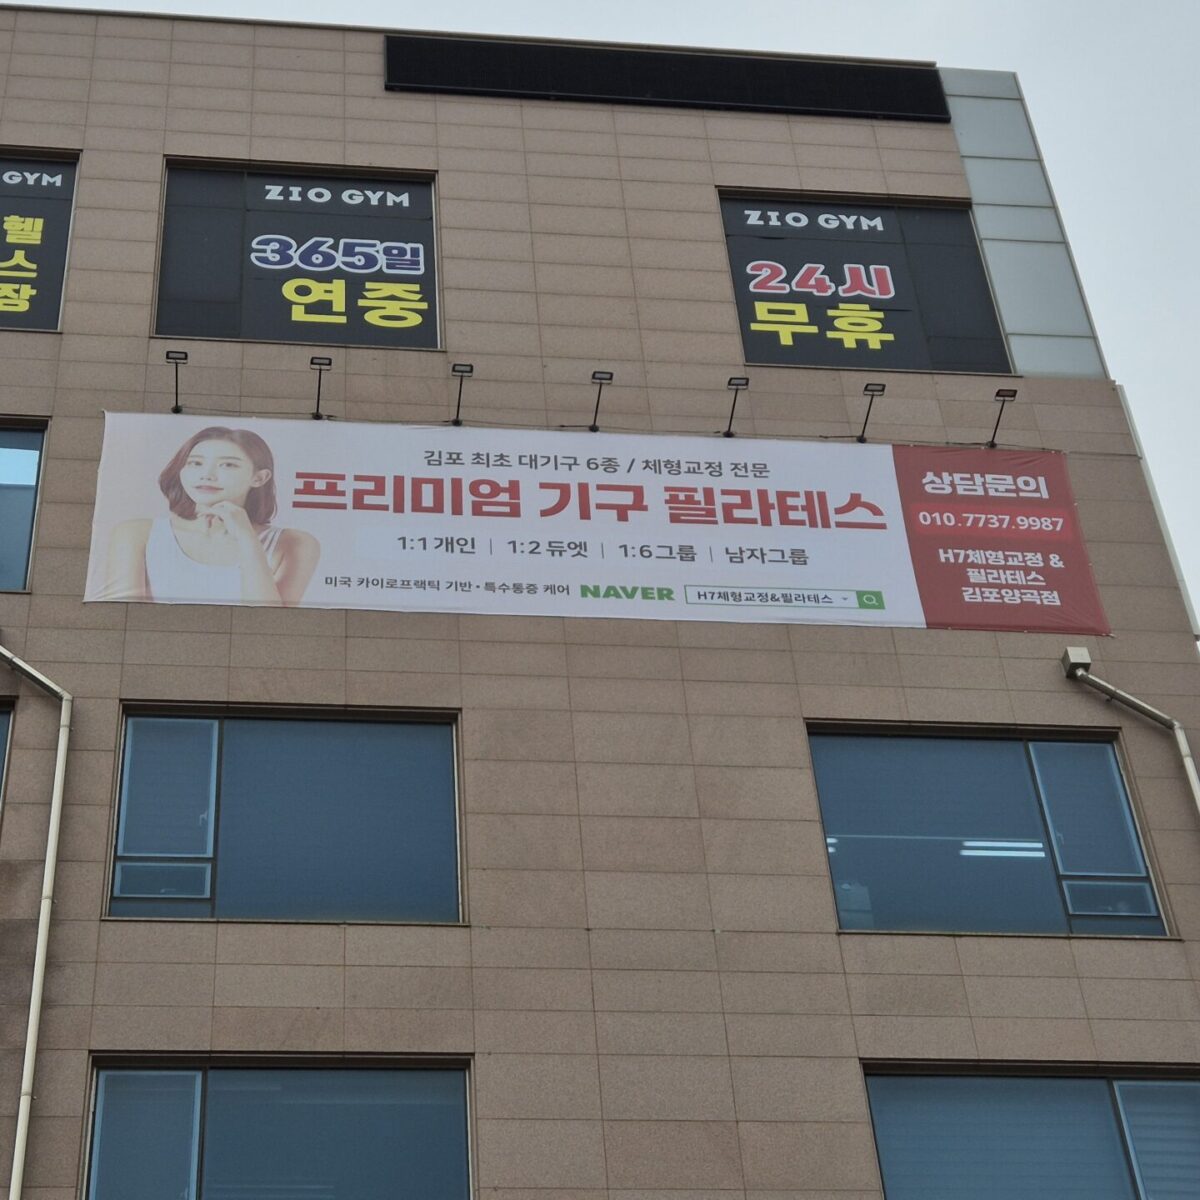 GYM
헬
스
장
ZIO GYM
365일
연중
ZIO GYM
24시
무휴
김포 최초 대기구 6종 / 체형교정 전문
프리미엄 기구 필라테스
1:1 개인 | 1:2 듀엣 | 1:6 그룹 | 남자그룹
미국 카이로프랙틱 기반·특수통증 케어 NAVER H7체형교정&필라테스
상담문의
010.7737.9987
H7체형교정 &
필라테스
김포양곡점